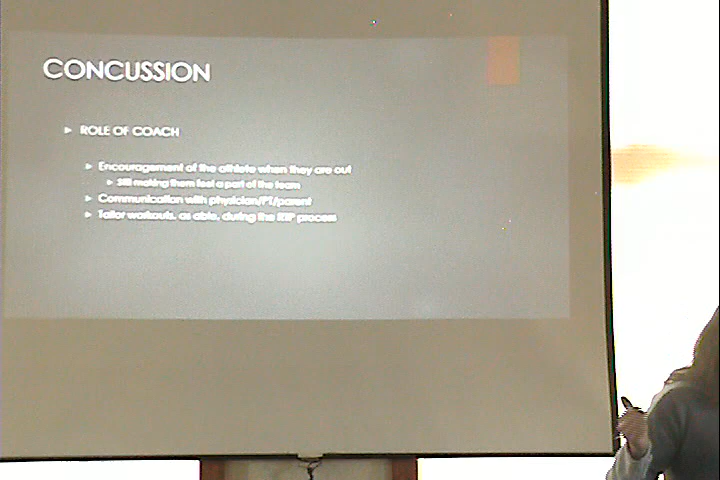 CONCUSSION
ROLE OF COACH
Encouragement of the athlete when they are out
Still making them feel a part of the team
Communication with physician/PT/parent
Tailor workouts, as able, during the RTP process